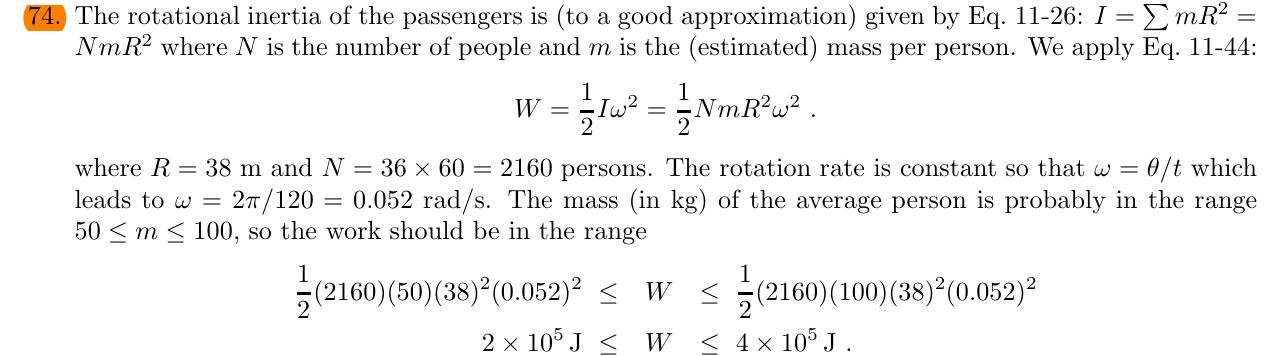 74. The rotational inertia of the passengers is (to a good approximation) given by Eq. 11-26: I = ∑ mR² =
NmR² where N is the number of people and m is the (estimated) mass per person. We apply Eq. 11-44:
W = 1/2 Iω² = 1/2 NmR²ω² .
where R = 38 m and N = 36 × 60 = 2160 persons. The rotation rate is constant so that ω = θ/t which
leads to ω = 2π/120 = 0.052 rad/s. The mass (in kg) of the average person is probably in the range
50 ≤ m ≤ 100, so the work should be in the range
1/2 (2160)(50)(38)²(0.052)² ≤ W ≤ 1/2 (2160)(100)(38)²(0.052)²
2 × 10⁵ J ≤ W ≤ 4 × 10⁵ J .